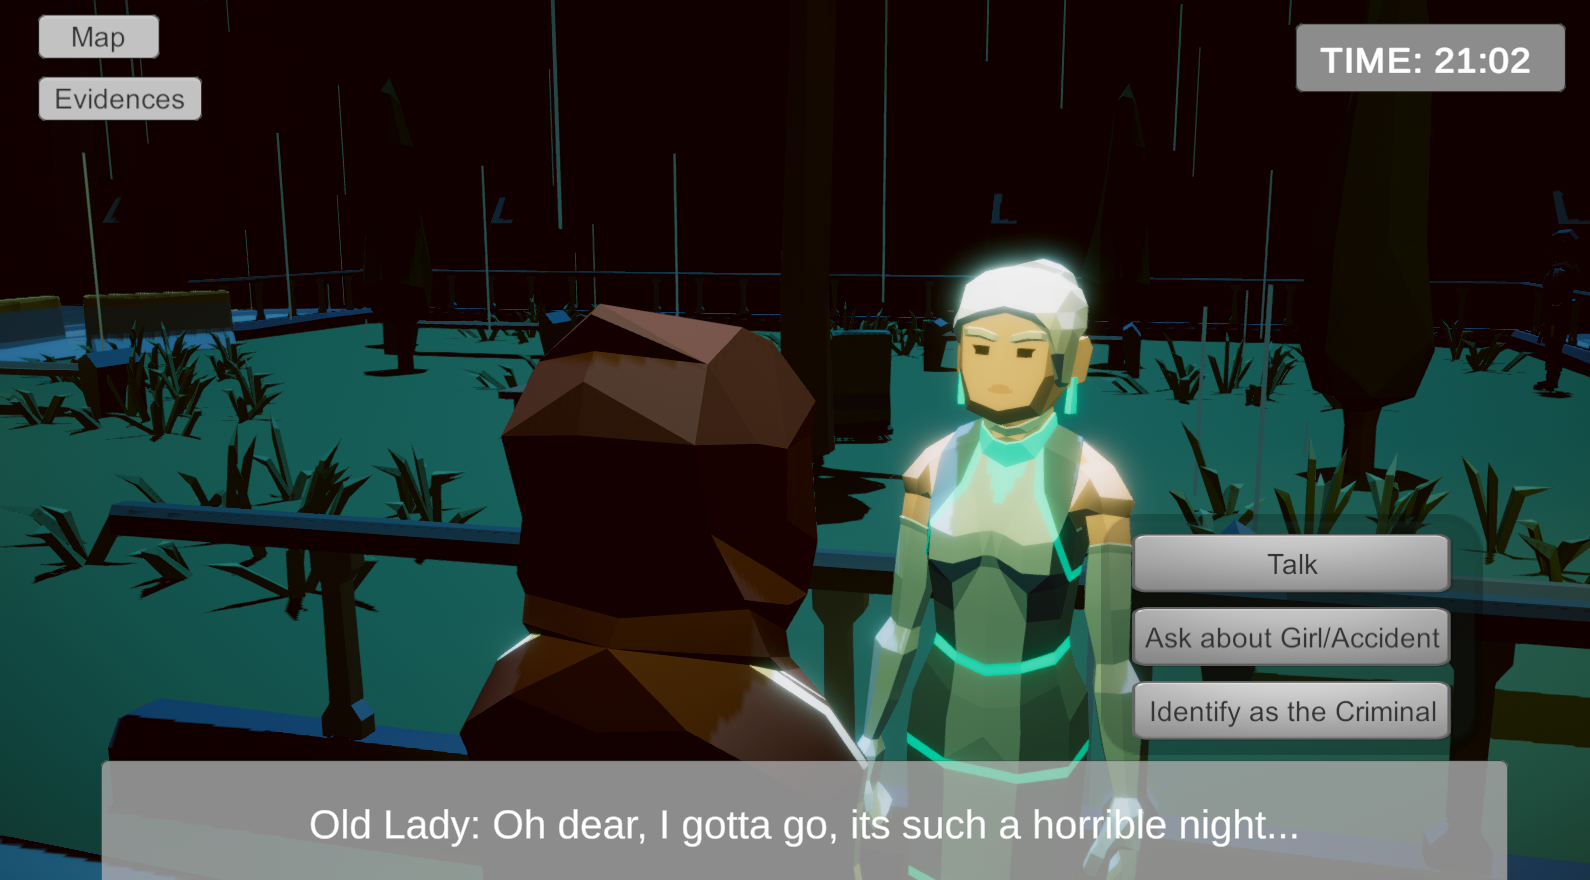 Map
TIME: 21:02
Evidences
Talk
Ask about Girl/Accident
Identify as the Criminal
Old Lady: Oh dear, I gotta go, its such a horrible night...